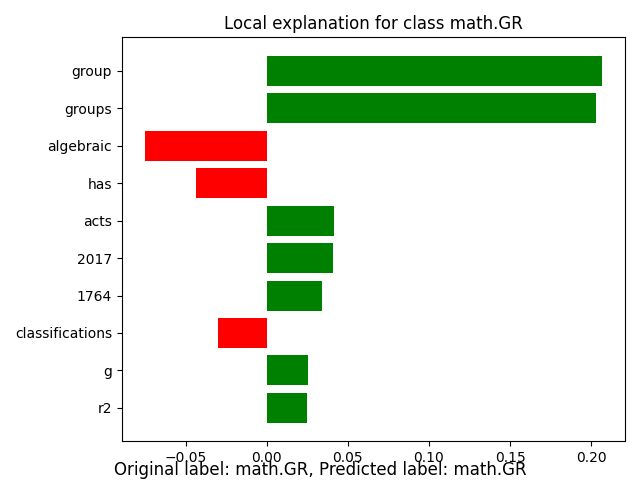 Local explanation for class math.GR
group
groups
algebraic
has
acts
2017
1764
classifications
g
r2
−0.05 0.00 0.05 0.10 0.15 0.20
Original label: math.GR, Predicted label: math.GR